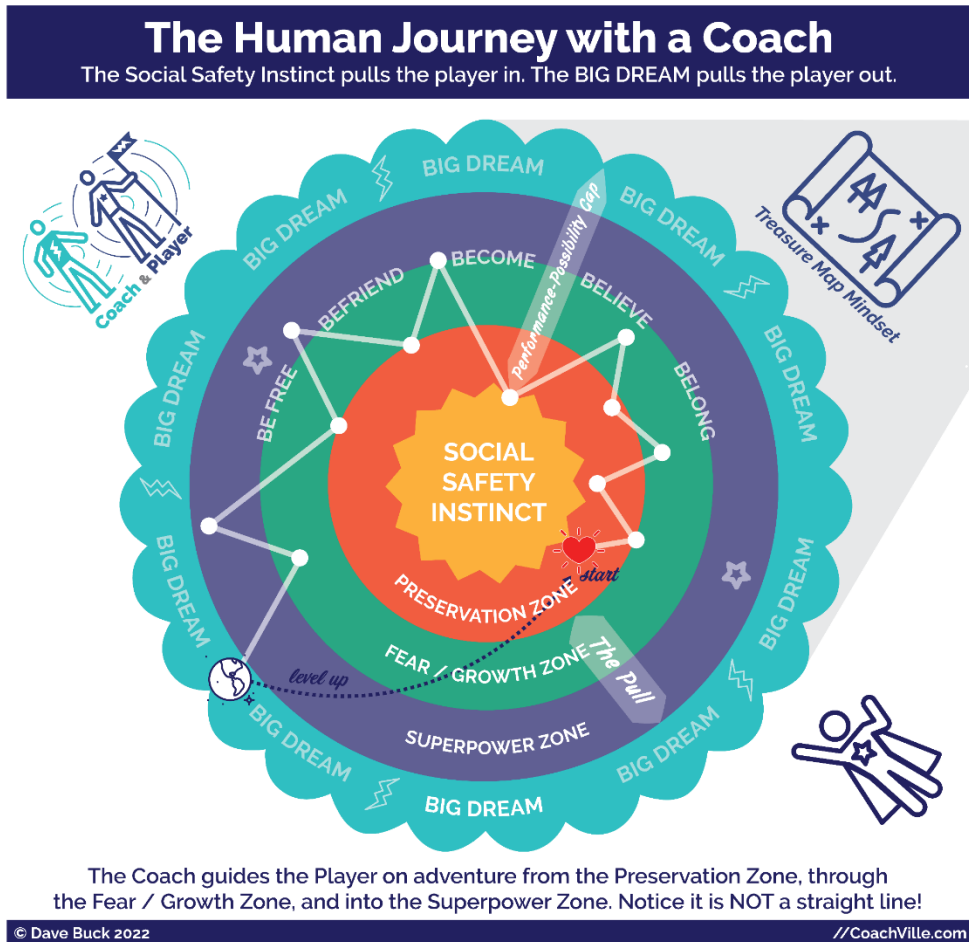 The Human Journey with a Coach
The Social Safety Instinct pulls the player in. The BIG DREAM pulls the player out.
Coach & Player
Treasure Map Mindset
BIG DREAM
BIG DREAM
BIG DREAM
BIG DREAM
BIG DREAM
BIG DREAM
BIG DREAM
BIG DREAM
BIG DREAM
BIG DREAM
BIG DREAM
Performance-Possibility Gap
BE FREE
BEFRIEND
BECOME
BELIEVE
BELONG
SOCIAL
SAFETY
INSTINCT
start
PRESERVATION ZONE
FEAR / GROWTH ZONE
The Pull
level up
SUPERPOWER ZONE
The Coach guides the Player on adventure from the Preservation Zone, through
the Fear / Growth Zone, and into the Superpower Zone. Notice it is NOT a straight line!
© Dave Buck 2022
//CoachVille.com